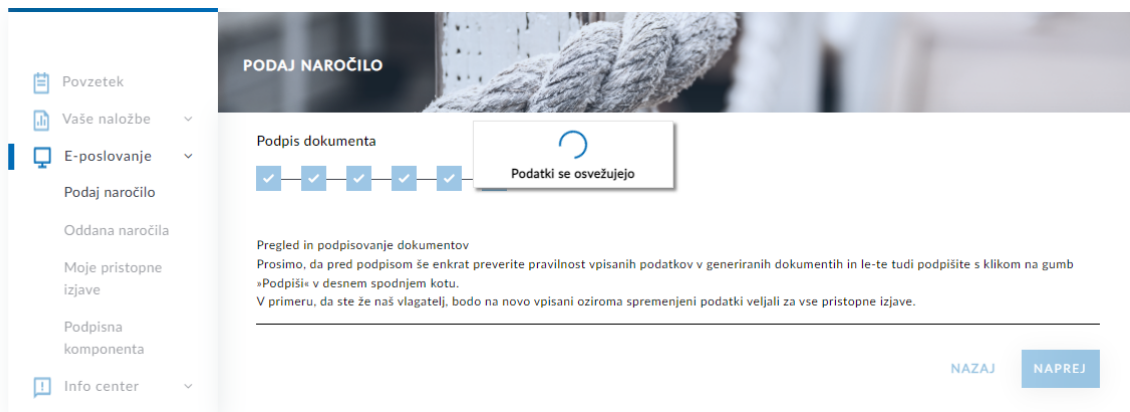 PODAJ NAROČILO
Povzetek
Vaše naložbe
E-poslovanje
Podaj naročilo
Oddana naročila
Moje pristopne
izjave
Podpisna
komponenta
Info center
Podpis dokumenta
Podatki se osvežujejo
Pregled in podpisovanje dokumentov
Prosimo, da pred podpisom še enkrat preverite pravilnost vpisanih podatkov v generiranih dokumentih in le-te tudi podpišite s klikom na gumb
»Podpiši« v desnem spodnjem kotu.
V primeru, da ste že naš vlagatelj, bodo na novo vpisani oziroma spremenjeni podatki veljali za vse pristopne izjave.
NAZAJ
NAPREJ